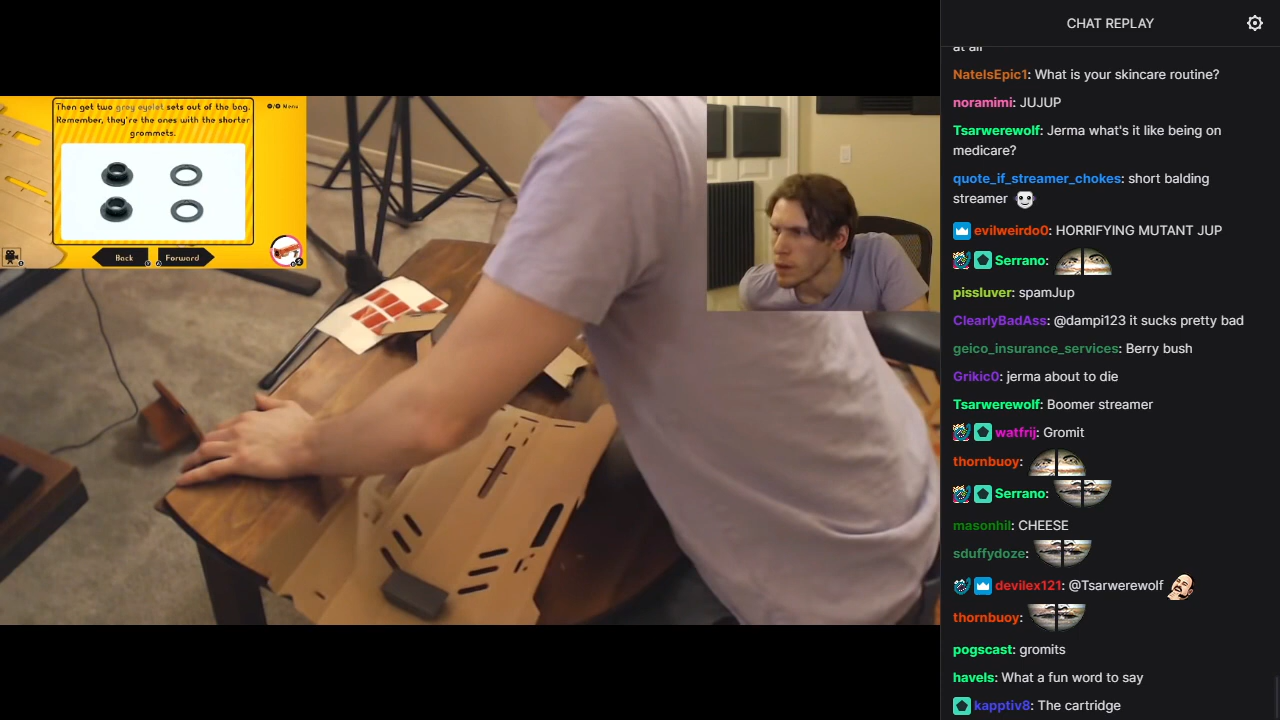 Then get two grey eyelet sets out of the bag.
Remember, they're the ones with the shorter
grommets.
Menu
Back
Forward
CHAT REPLAY
at all
NateIsEpic1: What is your skincare routine?
noramimi: JUJUP
Tsarwerewolf: Jerma what's it like being on
medicare?
quote_if_streamer_chokes: short balding
streamer
evilweirdo0: HORRIFYING MUTANT JUP
Serrano:
pissluver: spamJup
ClearlyBadAss: @dampi123 it sucks pretty bad
geico_insurance_services: Berry bush
Grikic0: jerma about to die
Tsarwerewolf: Boomer streamer
watfrij: Gromit
thornbuoy:
Serrano:
masonhil: CHEESE
sduffydoze:
devilex121: @Tsarwerewolf
thornbuoy:
pogscast: gromits
havels: What a fun word to say
kapptiv8: The cartridge